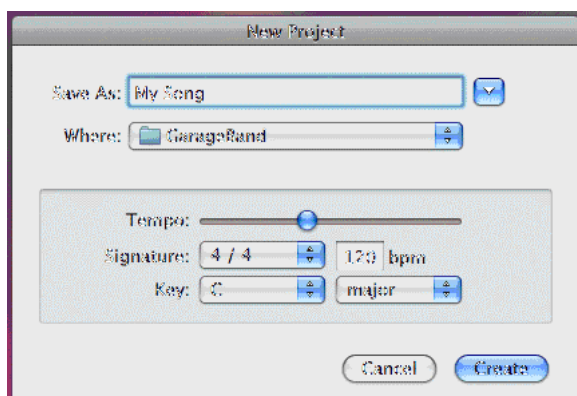 New Project
Save As: My Song
Where: GarageBand
Tempo:
Signature: 4 / 4 120 bpm
Key: C major
Cancel Create